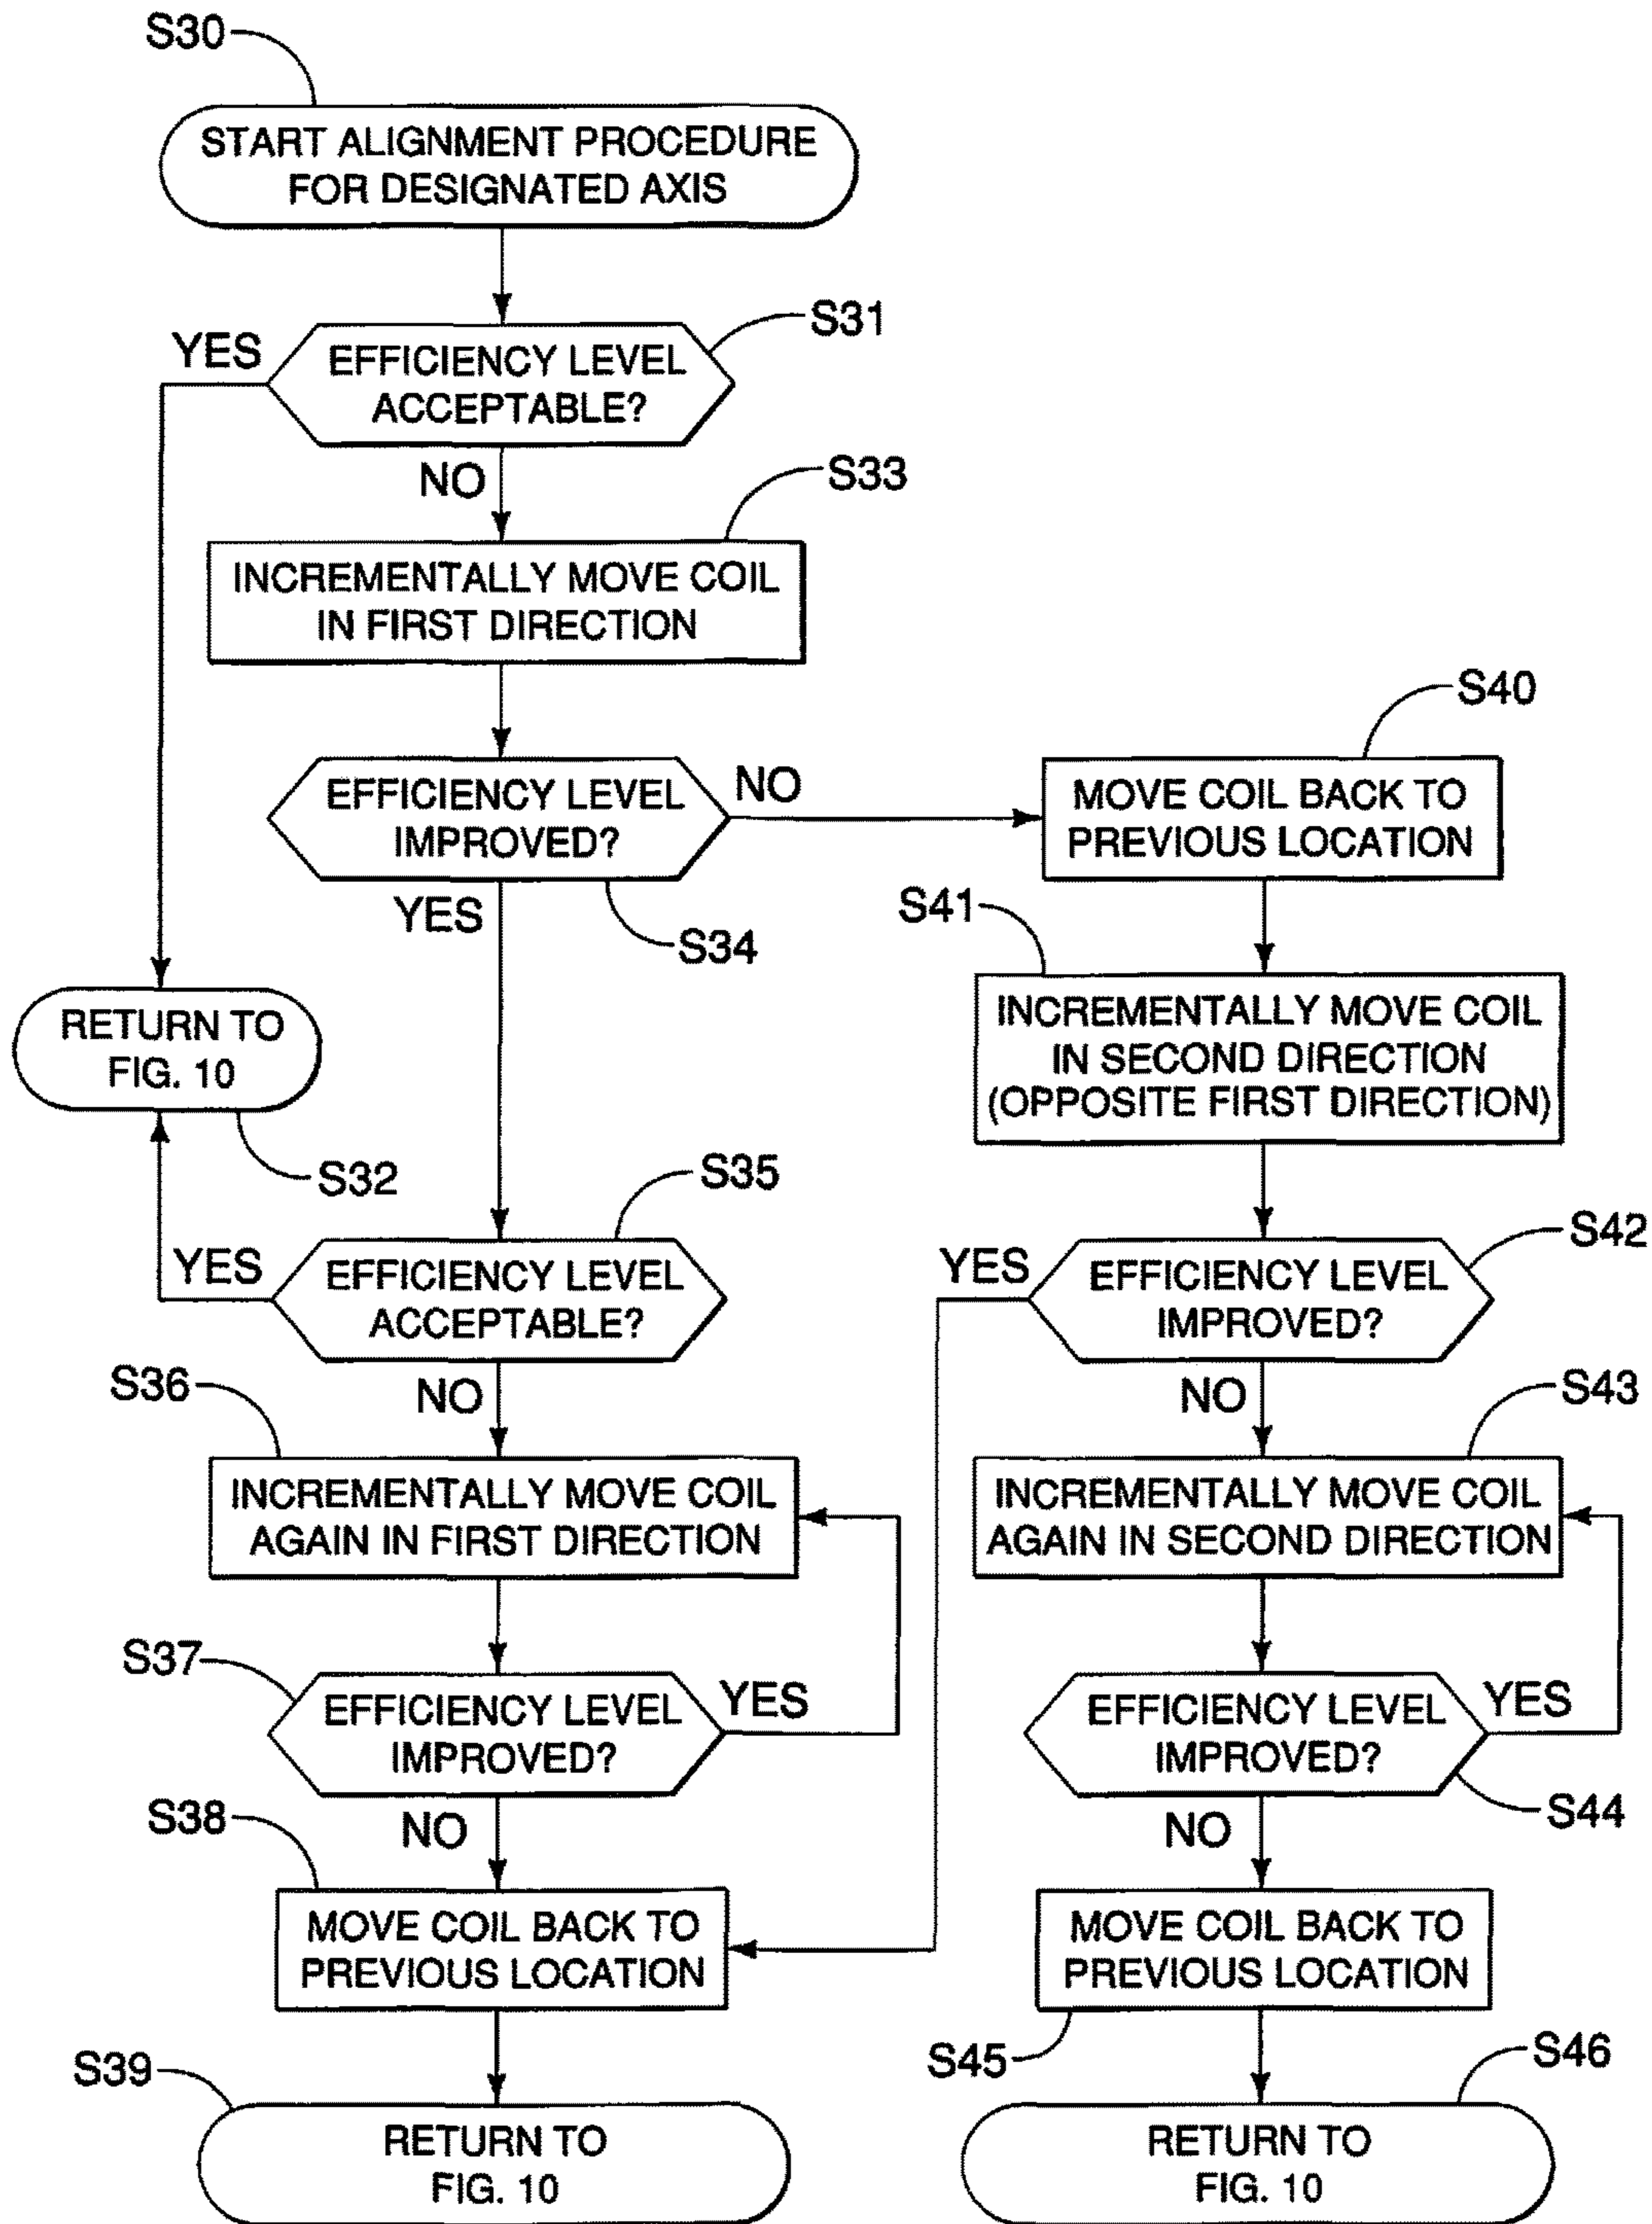 S30
START ALIGNMENT PROCEDURE
FOR DESIGNATED AXIS
S31
YES
EFFICIENCY LEVEL
ACCEPTABLE?
NO
S33
INCREMENTALLY MOVE COIL
IN FIRST DIRECTION
S40
EFFICIENCY LEVEL
IMPROVED?
NO
MOVE COIL BACK TO
PREVIOUS LOCATION
YES
S34
S41
RETURN TO
FIG. 10
INCREMENTALLY MOVE COIL
IN SECOND DIRECTION
(OPPOSITE FIRST DIRECTION)
S32
S35
S42
YES
EFFICIENCY LEVEL
ACCEPTABLE?
YES
EFFICIENCY LEVEL
IMPROVED?
S36
NO
NO
S43
INCREMENTALLY MOVE COIL
AGAIN IN FIRST DIRECTION
INCREMENTALLY MOVE COIL
AGAIN IN SECOND DIRECTION
S37
EFFICIENCY LEVEL
IMPROVED?
YES
EFFICIENCY LEVEL
IMPROVED?
YES
S38
NO
NO
S44
MOVE COIL BACK TO
PREVIOUS LOCATION
MOVE COIL BACK TO
PREVIOUS LOCATION
S39
S45
S46
RETURN TO
FIG. 10
RETURN TO
FIG. 10